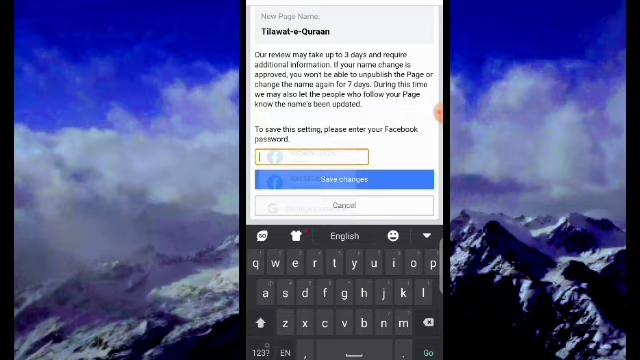 New Page Name:
Tilawat-e-Quraan
Our review may take up to 3 days and require
additional information. If your name change is
approved, you won't be able to unpublish the Page or
change the name again for 7 days. During this time
we may also let the people who follow your Page
know the name's been updated.
To save this setting, please enter your Facebook
password.
Save changes
Cancel
GO
English
q w e r t y u i o p
a s d f g h j k l
z x c v b n m
123? EN , . Go